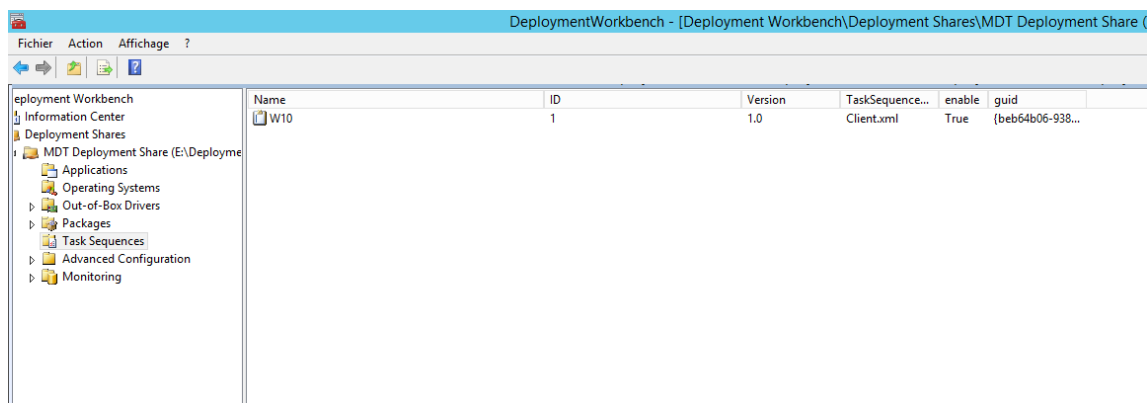 DeploymentWorkbench - [Deployment Workbench\Deployment Shares\MDT Deployment Share (
Fichier Action Affichage ?
eployment Workbench
Information Center
Deployment Shares
MDT Deployment Share (E:\Deployme
Applications
Operating Systems
Out-of-Box Drivers
Packages
Task Sequences
Advanced Configuration
Monitoring
Name ID Version TaskSequence... enable guid
W10 1 1.0 Client.xml True {beb64b06-938...